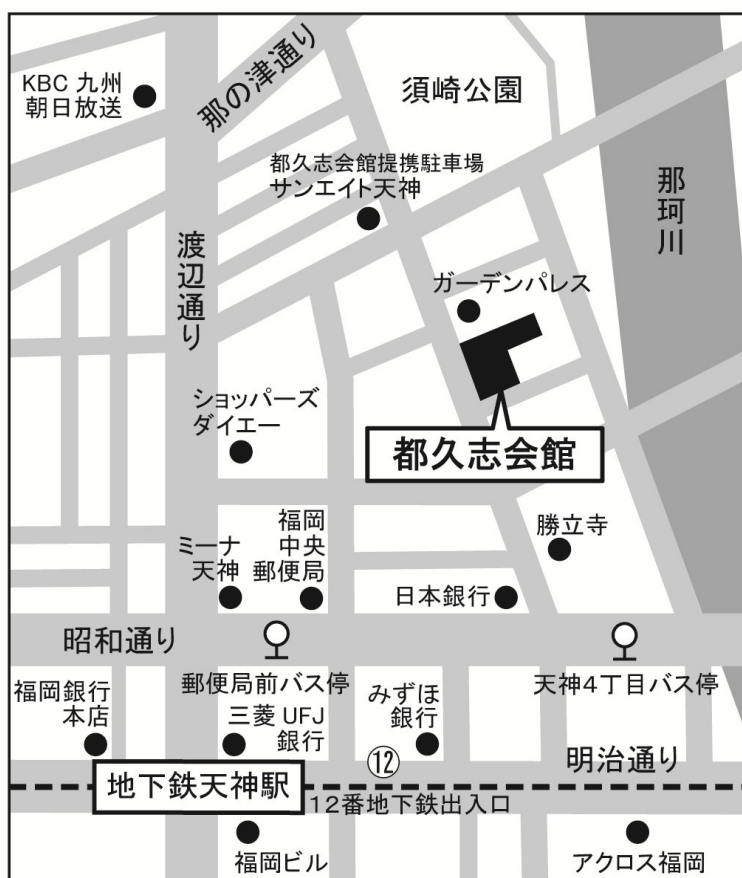 KBC 九州
朝日放送
那の津通り
須崎公園
都久志会館提携駐車場
サンエイト天神
那珂川
渡辺通り
ガーデンパレス
ショッパーズ
ダイエー
都久志会館
福岡
中央
郵便局
ミーナ
天神
勝立寺
日本銀行
昭和通り
郵便局前バス停
天神4丁目バス停
福岡銀行
本店
三菱 UFJ
銀行
みずほ
銀行
⑫
明治通り
地下鉄天神駅
12番地下鉄出入口
福岡ビル
アクロス福岡